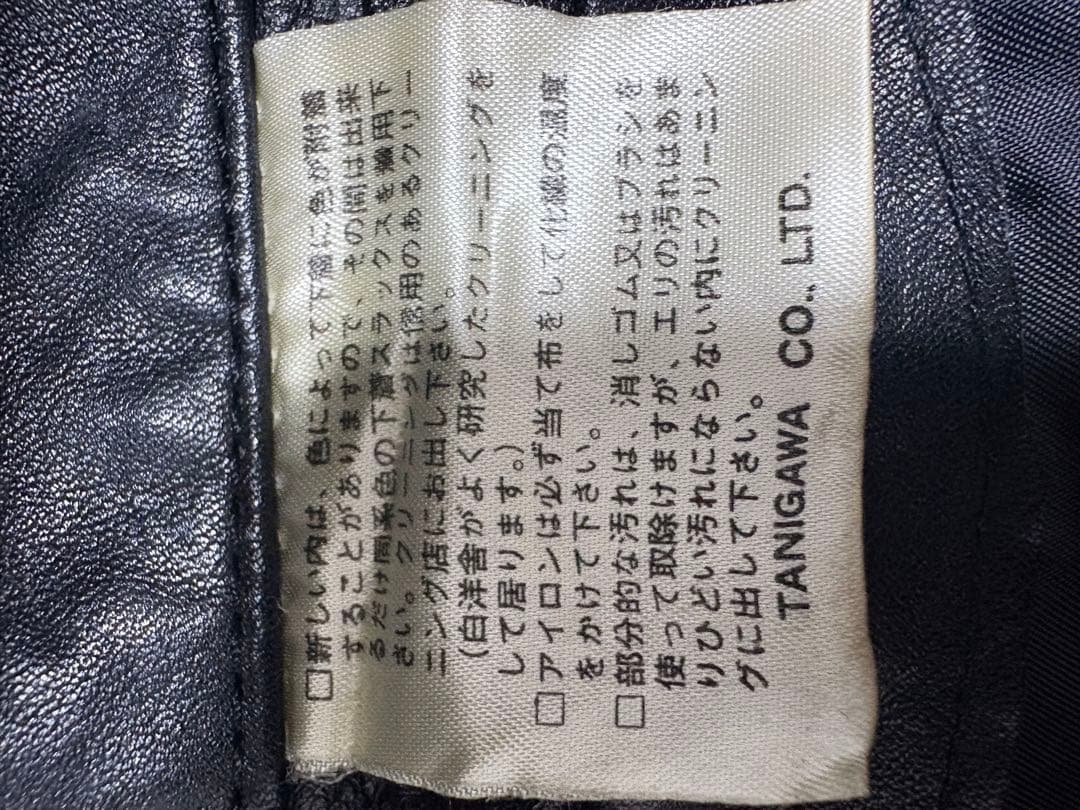 □新しい内は、色によって下着に色が附着
することがありますので、その間は出来
るだけ同系色の下着スラックスを着用下
さい。クリーニングは信用のあるクリー
ニング店にお出し下さい。
(白洋舎がよく研究したクリーニングを
して居ります。)
□アイロンは必ず当て布をして化繊の温度
をかけて下さい。
□部分的な汚れは、消しゴム又はブラシを
使って取除けますが、エリの汚れはあま
りひどい汚れにならない内にクリーニン
グに出して下さい。
TANIGAWA CO., LTD.